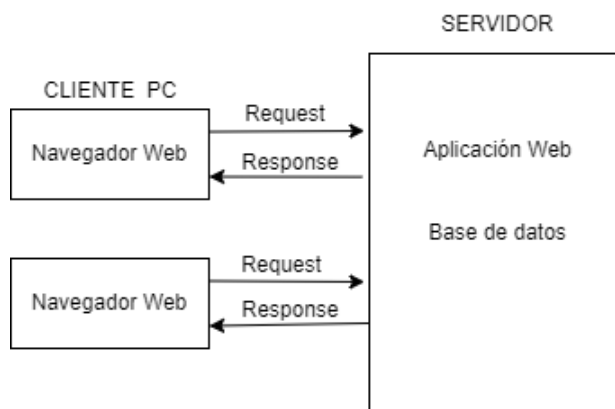 SERVIDOR
CLIENTE PC
Request
Navegador Web
Response
Aplicación Web
Base de datos
Request
Navegador Web
Response